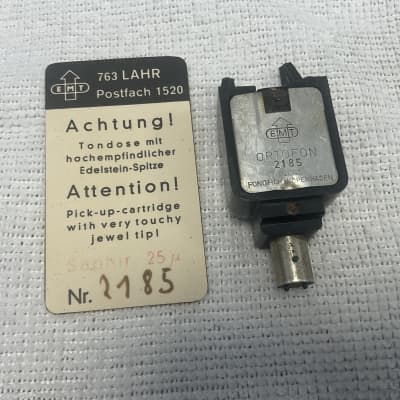 EMT
763 LAHR
Postfach 1520
Achtung!
Tondose mit
hochempfindlicher
Edelstein-Spitze
Attention!
Pick-up-cartridge
with very touchy
jewel tip!
Saphir 25 µ
Nr. 2185
EMT
ORTOFON
2185